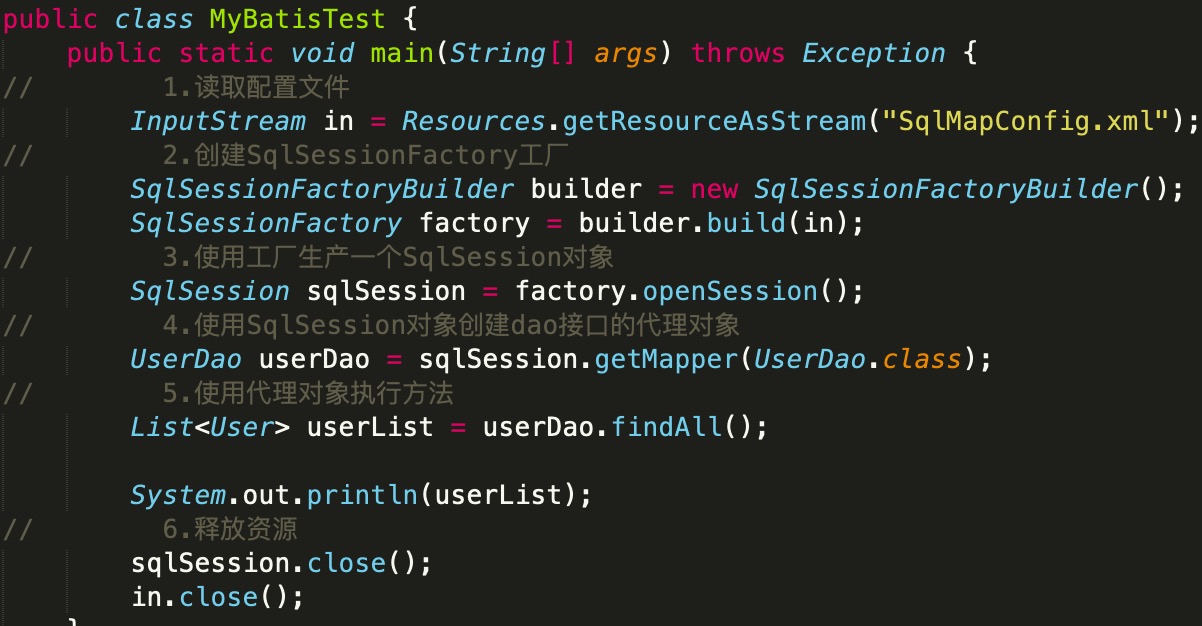 public class MyBatisTest {
    public static void main(String[] args) throws Exception {
//        1.读取配置文件
        InputStream in = Resources.getResourceAsStream("SqlMapConfig.xml");
//        2.创建SqlSessionFactory工厂
        SqlSessionFactoryBuilder builder = new SqlSessionFactoryBuilder();
        SqlSessionFactory factory = builder.build(in);
//        3.使用工厂生产一个SqlSession对象
        SqlSession sqlSession = factory.openSession();
//        4.使用SqlSession对象创建dao接口的代理对象
        UserDao userDao = sqlSession.getMapper(UserDao.class);
//        5.使用代理对象执行方法
        List<User> userList = userDao.findAll();

        System.out.println(userList);
//        6.释放资源
        sqlSession.close();
        in.close();
    }